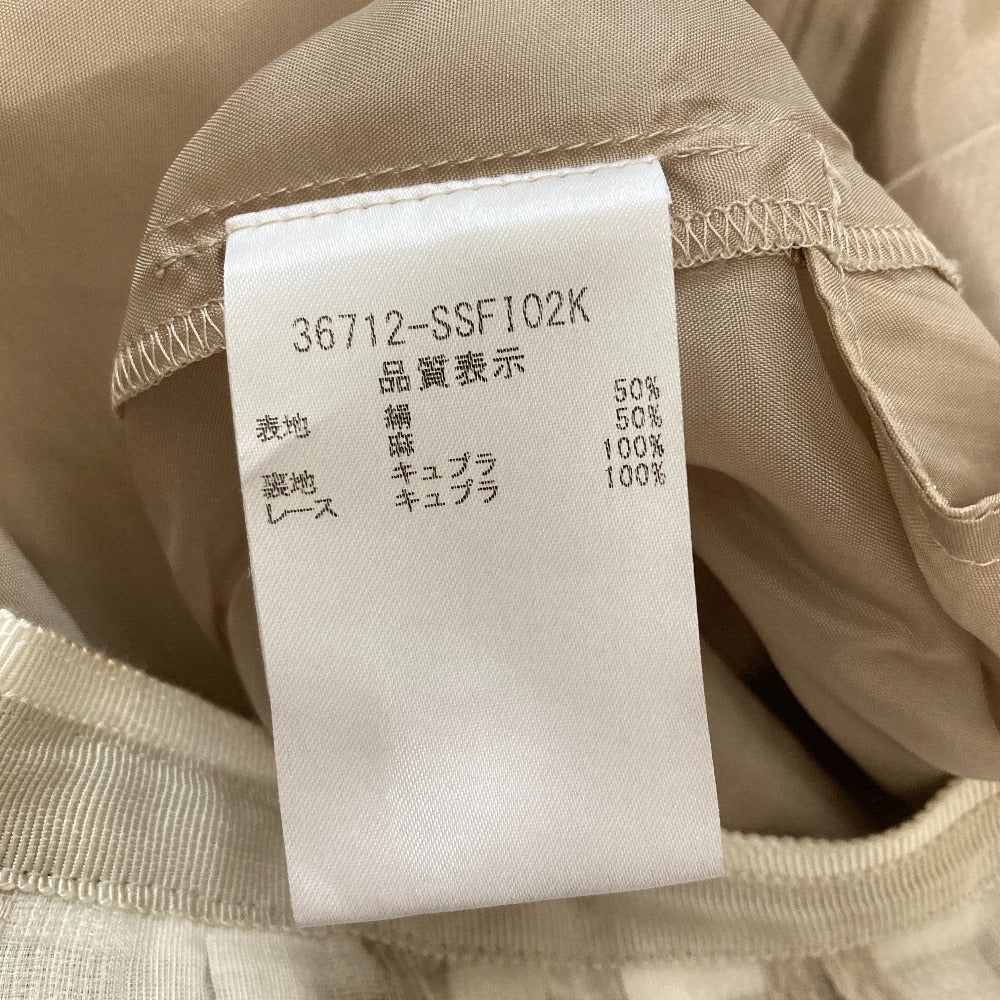 36712-SSFI02K
品質表示
表地 絹 50%
麻 50%
裏地 キュプラ 100%
レース キュプラ 100%